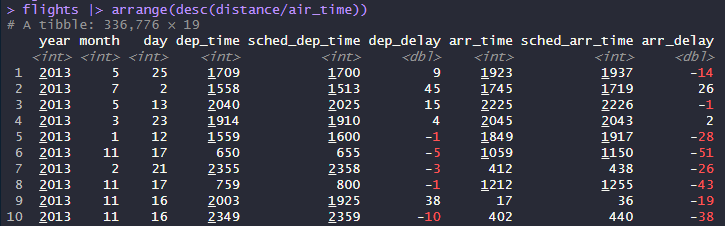 > flights |> arrange(desc(distance/air_time))
# A tibble: 336,776 × 19
year month day dep_time sched_dep_time dep_delay arr_time sched_arr_time arr_delay
<int> <int> <int> <int> <int> <dbl> <int> <int> <dbl>
1 2013 5 25 1709 1700 9 1923 1937 -14
2 2013 7 2 1558 1513 45 1745 1719 26
3 2013 5 13 2040 2025 15 2225 2226 -1
4 2013 3 23 1914 1910 4 2045 2043 2
5 2013 1 12 1559 1600 -1 1849 1917 -28
6 2013 11 17 650 655 -5 1059 1150 -51
7 2013 2 21 2355 2358 -3 412 438 -26
8 2013 11 17 759 800 -1 1212 1255 -43
9 2013 11 16 2003 1925 38 17 36 -19
10 2013 11 16 2349 2359 -10 402 440 -38